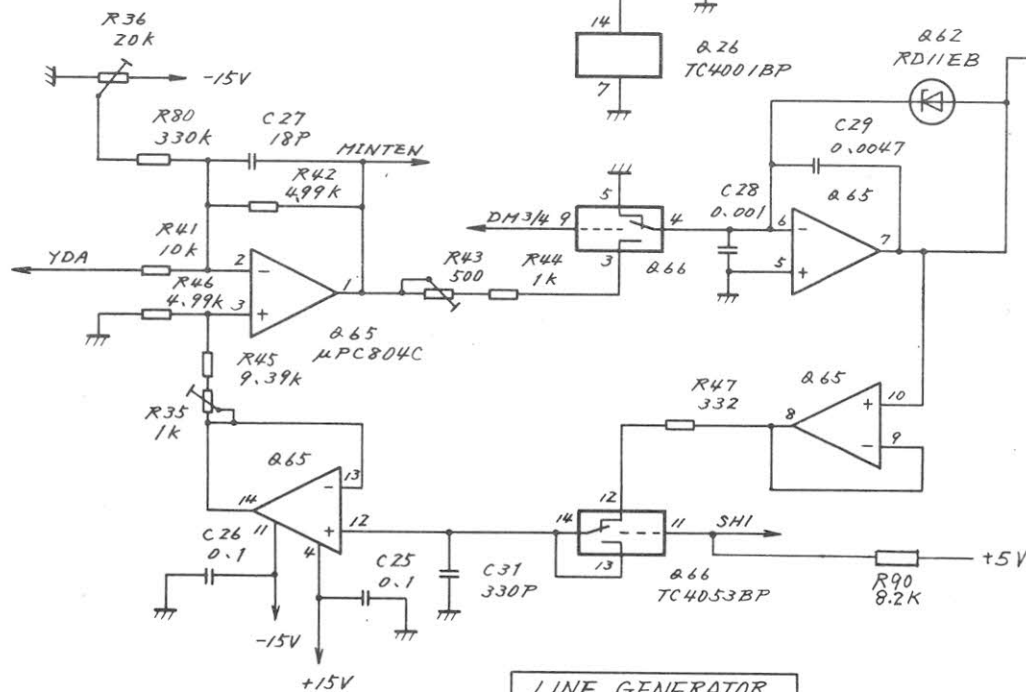 R36
20k
-15V
14
7
Q26
TC4001BP
Q62
RD11EB
R80
330k
C27
18P
MINTEN
R42
4.99k
C29
0.0047
5
DM3/4
9
4
3
Q66
C28
0.001
Q65
6
7
5
-
+
YDA
R41
10k
2
-
R46
4.99k
3
+
1
Q65
μPC804C
R43
500
R44
1k
R45
9.39k
R35
1k
R47
332
Q65
8
+
10
-
9
Q65
13
-
14
+
12
11
4
12
14
11
SH1
13
Q66
TC4053BP
+5V
R90
8.2K
C26
0.1
C25
0.1
C31
330P
-15V
+15V
LINE GENERATOR